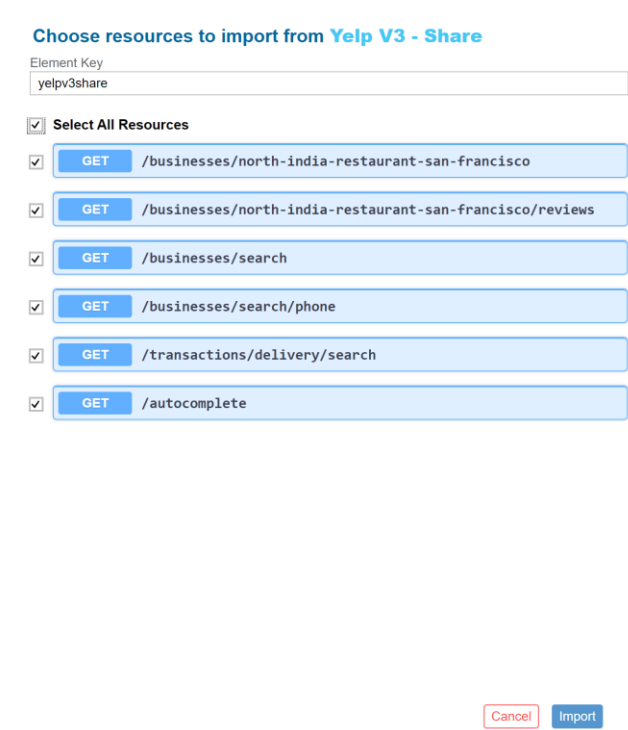 Choose resources to import from Yelp V3 - Share
Element Key
yelpv3share
Select All Resources
GET /businesses/north-india-restaurant-san-francisco
GET /businesses/north-india-restaurant-san-francisco/reviews
GET /businesses/search
GET /businesses/search/phone
GET /transactions/delivery/search
GET /autocomplete
Cancel Import